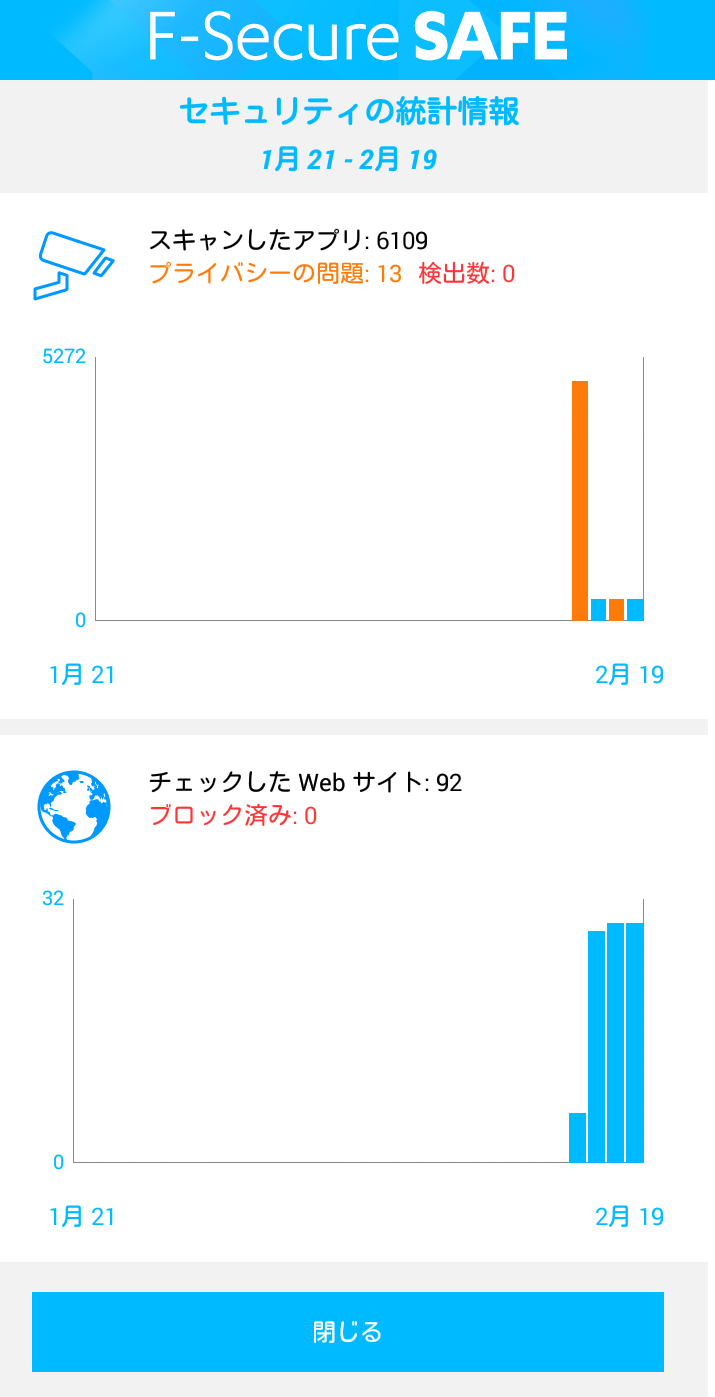 F-Secure SAFE
セキュリティの統計情報
1月 21 - 2月 19
スキャンしたアプリ: 6109
プライバシーの問題: 13 検出数: 0
5272
0
1月 21 2月 19
チェックした Web サイト: 92
ブロック済み: 0
32
0
1月 21 2月 19
閉じる